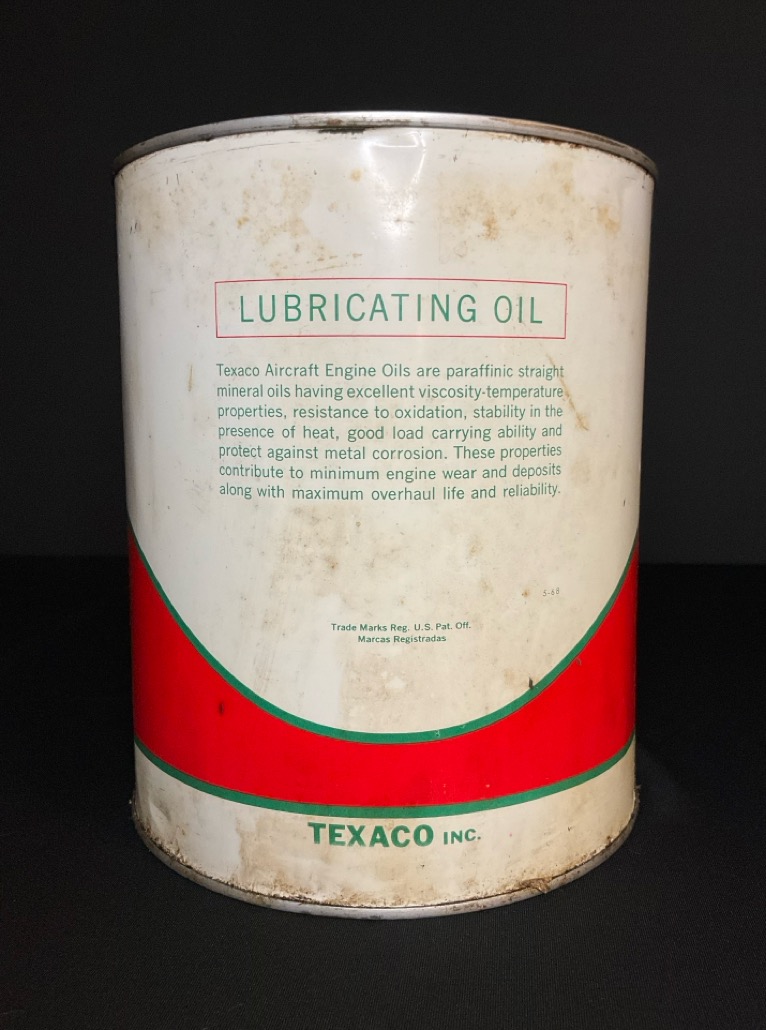 LUBRICATING OIL
Texaco Aircraft Engine Oils are paraffinic straight
mineral oils having excellent viscosity-temperature
properties, resistance to oxidation, stability in the
presence of heat, good load carrying ability and
protect against metal corrosion. These properties
contribute to minimum engine wear and deposits
along with maximum overhaul life and reliability.
5-68
Trade Marks Reg. U.S. Pat. Off.
Marcas Registradas
TEXACO INC.